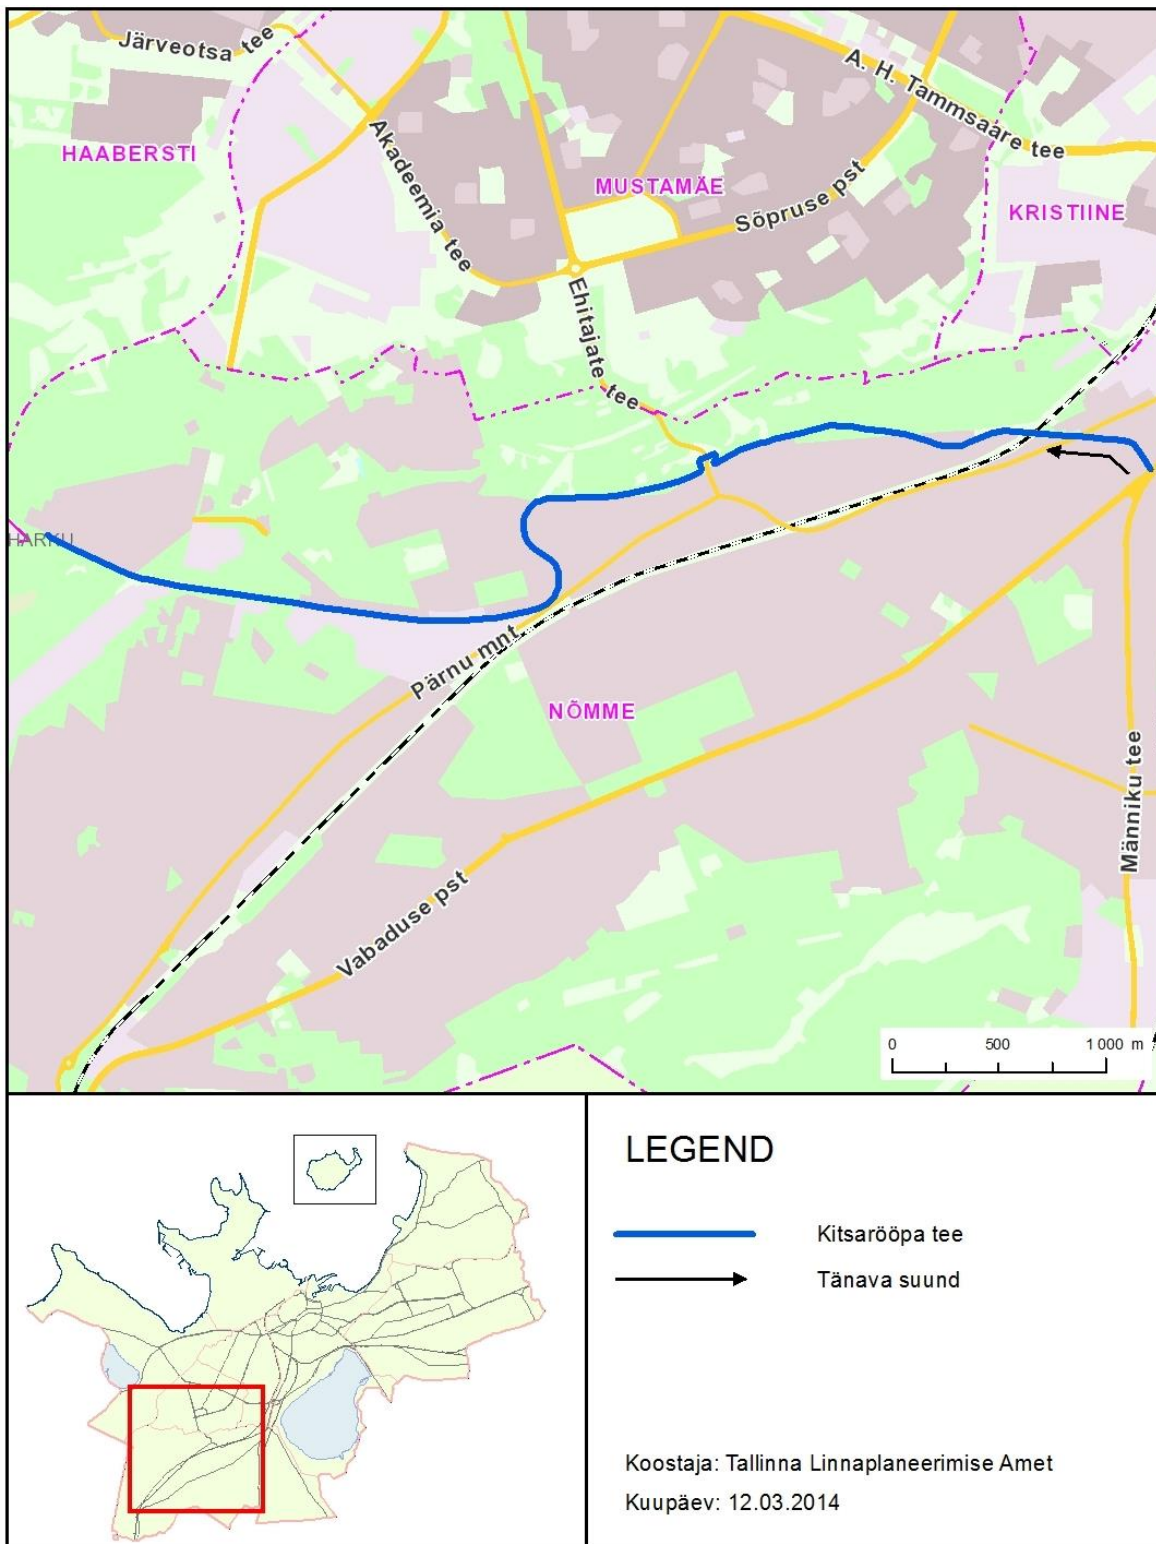 Järveotsa tee
A. H. Tammsaare tee
HAABERSTI
Akadeemia tee
MUSTAMÄE
Sõpruse pst
KRISTIINE
Ehitajate tee
HARKU
Pärnu mnt
NÕMME
Männiku tee
Vabaduse pst
0 500 1 000 m
LEGEND
Kitsarööpa tee
Tänava suund
Koostaja: Tallinna Linnaplaneerimise Amet
Kuupäev: 12.03.2014